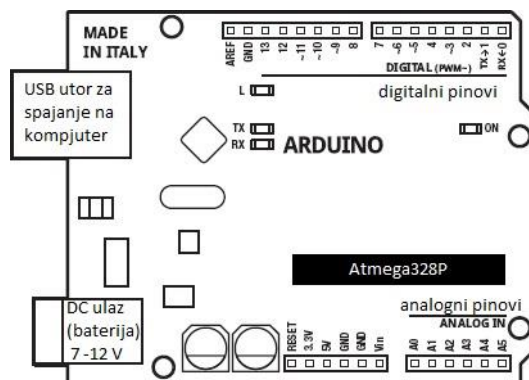 MADE
IN ITALY
AREF
GND
13
12
~11
~10
~9
8
7
~6
~5
4
~3
2
TX→1
RX←0
DIGITAL (PWM~)
USB utor za
spajanje na
kompjuter
digitalni pinovi
L
TX
RX
ARDUINO
ON
Atmega328P
DC ulaz
(baterija)
7 -12 V
analogni pinovi
ANALOG IN
RESET
3.3V
5V
GND
GND
Vin
A0
A1
A2
A3
A4
A5